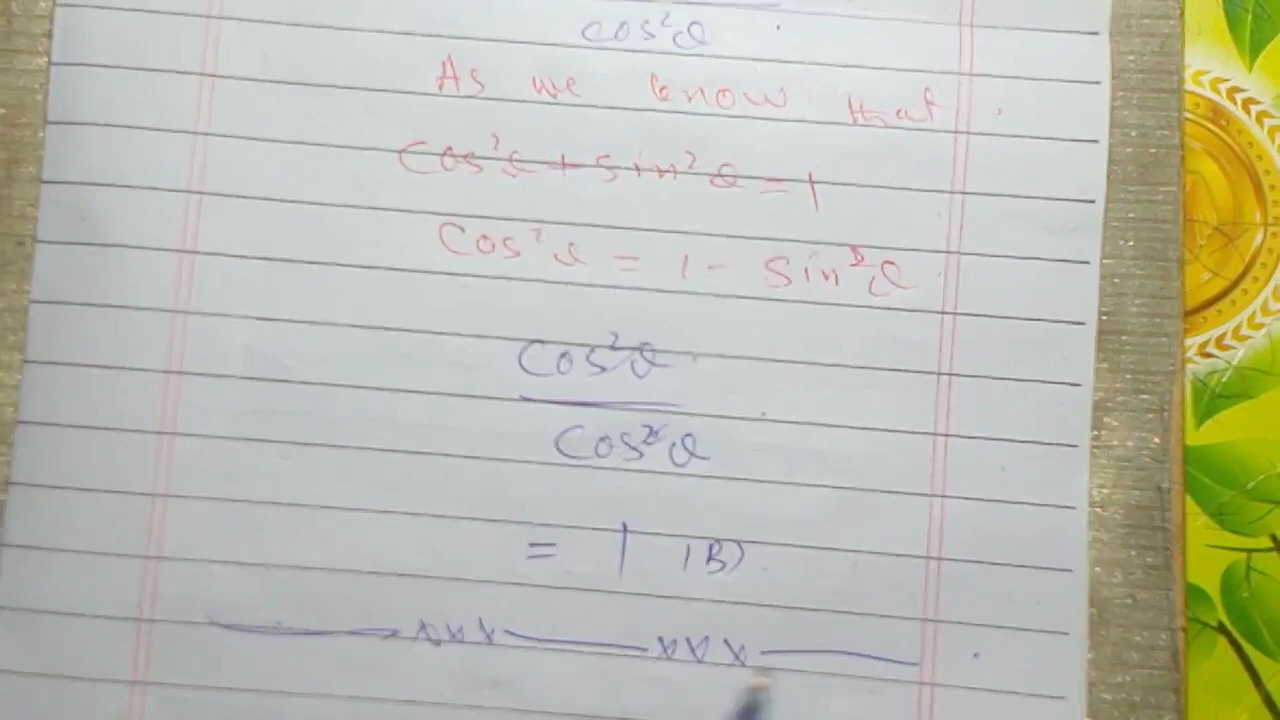 cos²θ
As we know that
Cos²θ + Sin²θ = 1
Cos²θ = 1 - Sin²θ
Cos²θ
Cos²θ
= 1 (B)
xxx xxx